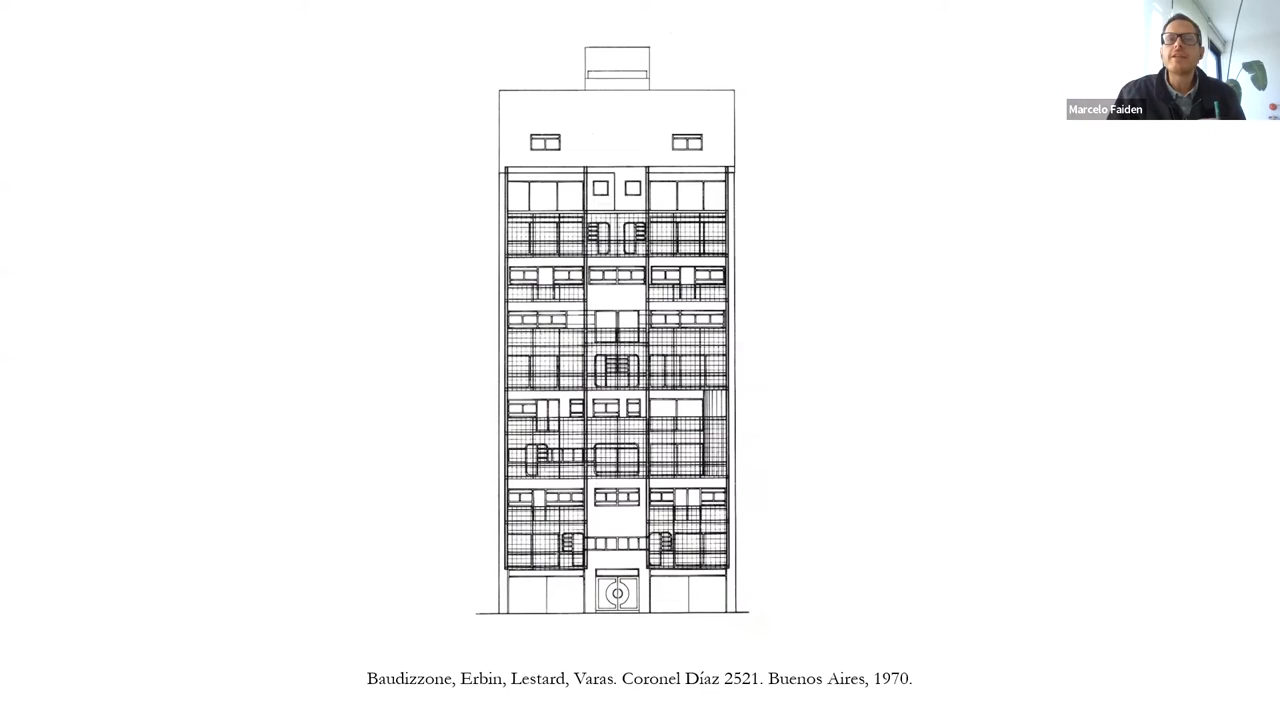 Marcelo Faiden
Baudizzone, Erbin, Lestard, Varas. Coronel Díaz 2521. Buenos Aires, 1970.